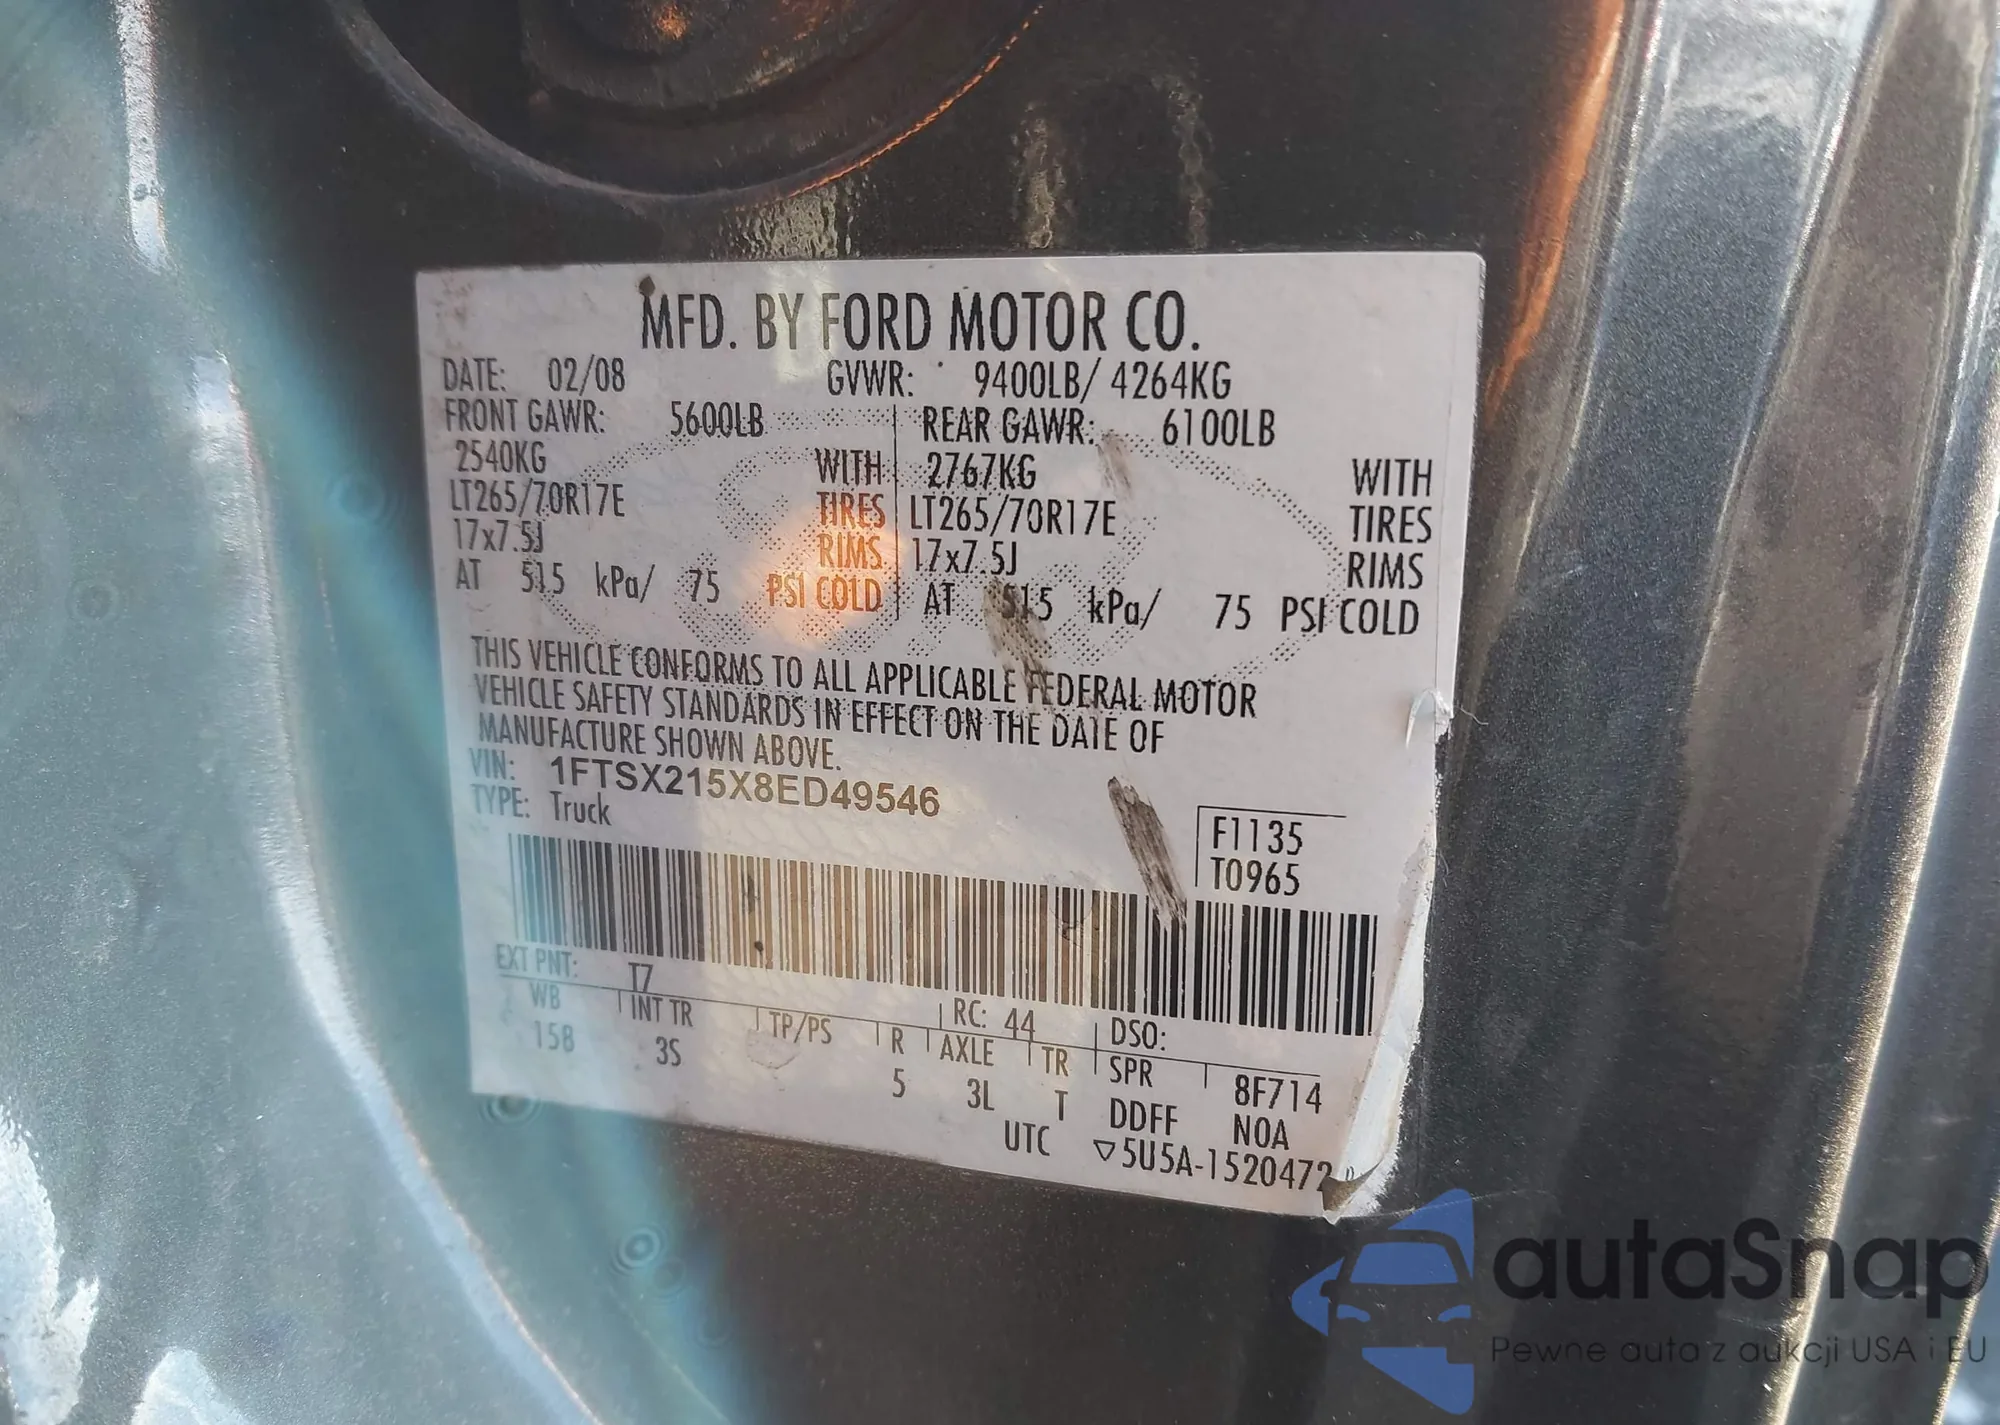 MFD. BY FORD MOTOR CO.
DATE: 02/08 GVWR: 9400LB/ 4264KG
FRONT GAWR: 5600LB REAR GAWR: 6100LB
2540KG WITH 2767KG WITH
LT265/70R17E TIRES LT265/70R17E TIRES
17x7.5J RIMS 17x7.5J RIMS
AT 515 kPa/ 75 PSI COLD AT 515 kPa/ 75 PSI COLD
THIS VEHICLE CONFORMS TO ALL APPLICABLE FEDERAL MOTOR
VEHICLE SAFETY STANDARDS IN EFFECT ON THE DATE OF
MANUFACTURE SHOWN ABOVE.
VIN: 1FTSX215X8ED49546
TYPE: Truck
F1135
T0965
EXT PNT: T7 RC: 44 DSO:
WB INT TR TP/PS R AXLE TR SPR 8F714
158 3S 5 3L T DDFF N0A
UTC ▽5U5A-1520472
autaSnap
Pewne auta z aukcji USA i EU